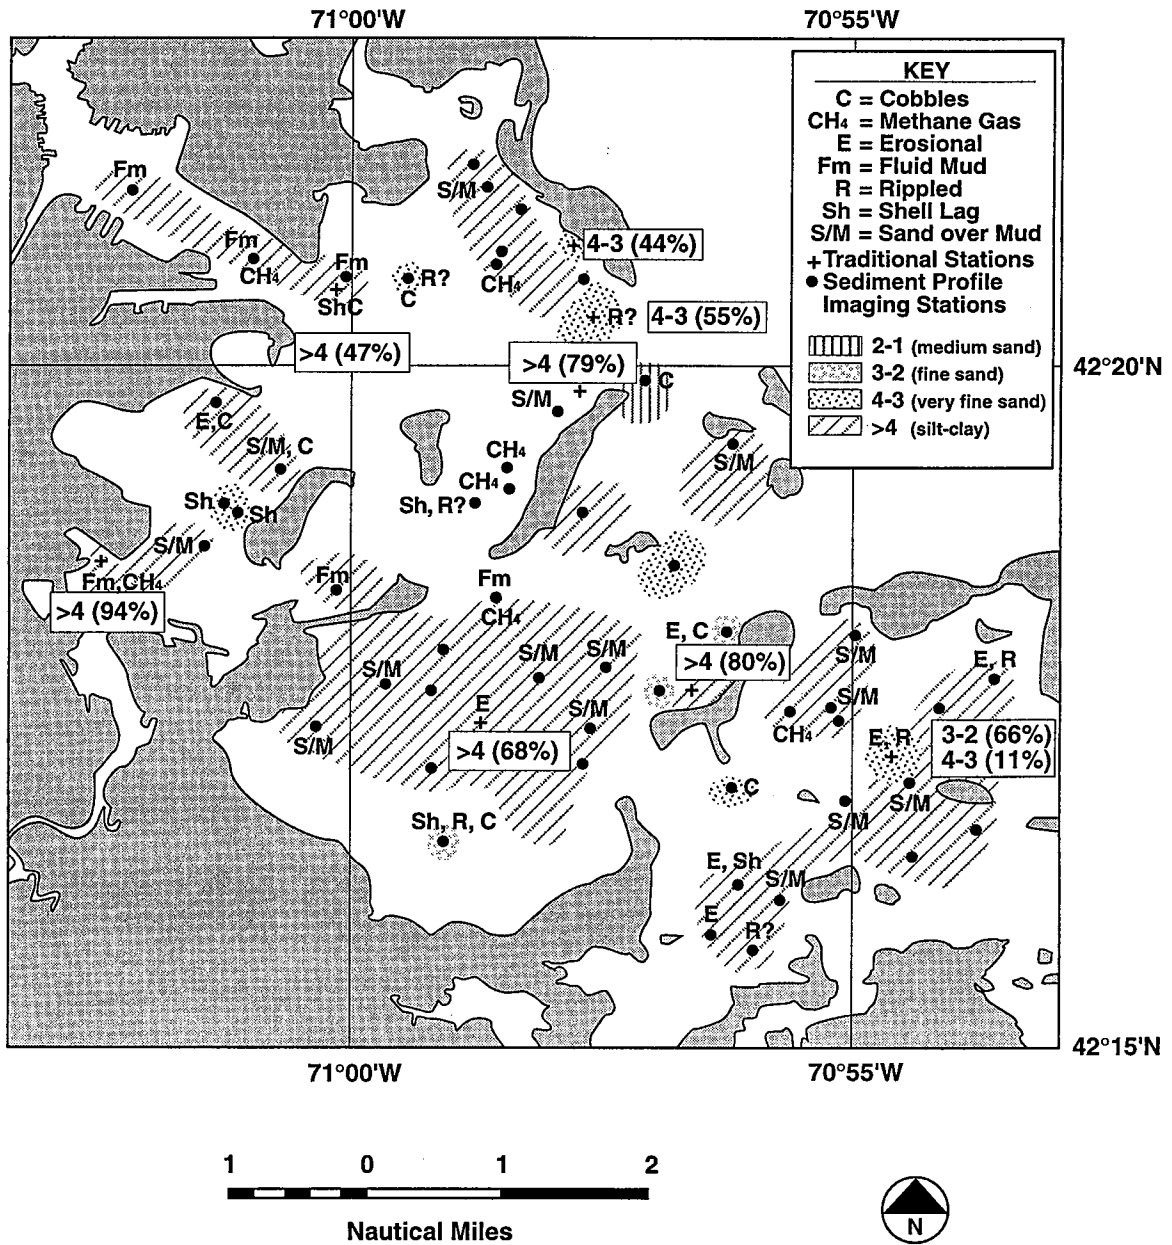 71°00'W 70°55'W
KEY
C = Cobbles
CH₄ = Methane Gas
E = Erosional
Fm = Fluid Mud
R = Rippled
Sh = Shell Lag
S/M = Sand over Mud
+ Traditional Stations
● Sediment Profile
Imaging Stations
2-1 (medium sand)
3-2 (fine sand)
4-3 (very fine sand)
>4 (silt-clay)
Fm
S/M
Fm
4-3 (44%)
CH₄
Fm
R?
CH₄
ShC
C
R?
4-3 (55%)
>4 (47%)
>4 (79%)
42°20'N
C
S/M
E,C
S/M, C
CH₄
S/M
CH₄
Sh
Sh, R?
Sh
S/M
Fm,CH₄
Fm
Fm
>4 (94%)
CH₄
E, C
S/M
S/M
S/M
>4 (80%)
E, R
S/M
E
S/M
S/M
S/M
CH₄
E, R
3-2 (66%)
4-3 (11%)
>4 (68%)
C
S/M
S/M
Sh, R, C
E, Sh
S/M
E
R?
42°15'N
71°00'W 70°55'W
1 0 1 2
Nautical Miles
N